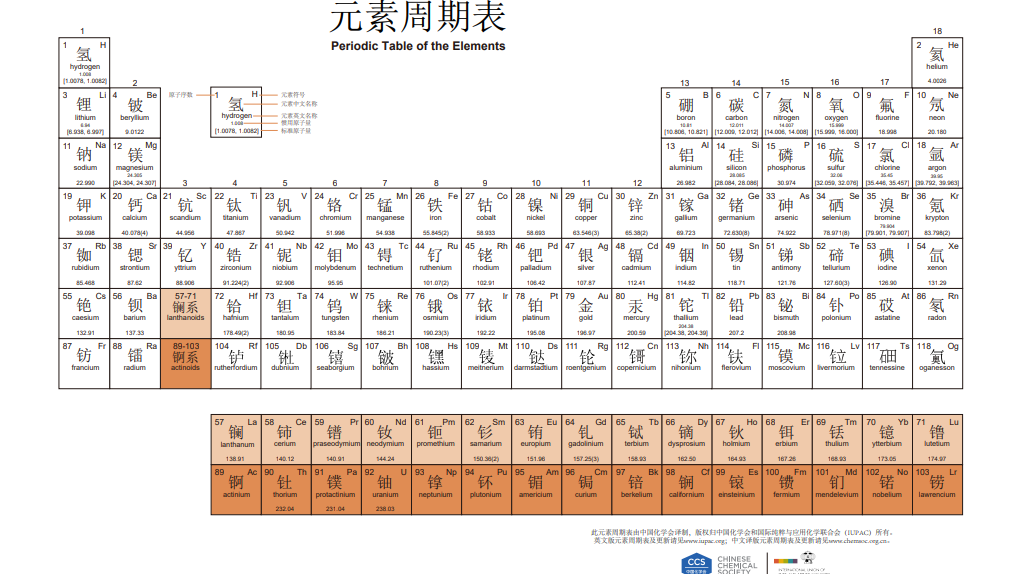 元素周期表
Periodic Table of the Elements
1
18
1 H
氢
hydrogen
1.008
[1.0078, 1.0082]
2 He
氦
helium
4.0026
2
13 14 15 16 17
3 Li
锂
lithium
6.94
[6.938, 6.997]
4 Be
铍
beryllium
9.0122
原子序数
1 H
氢
hydrogen
1.008
[1.0078, 1.0082]
元素符号
元素中文名称
元素英文名称
惯用原子量
标准原子量
5 B
硼
boron
10.81
[10.806, 10.821]
6 C
碳
carbon
12.011
[12.009, 12.012]
7 N
氮
nitrogen
14.007
[14.006, 14.008]
8 O
氧
oxygen
15.999
[15.999, 16.000]
9 F
氟
fluorine
18.998
10 Ne
氖
neon
20.180
11 Na
钠
sodium
22.990
12 Mg
镁
magnesium
24.305
[24.304, 24.307]
3 4 5 6 7 8 9 10 11 12
13 Al
铝
aluminium
26.982
14 Si
硅
silicon
28.085
[28.084, 28.086]
15 P
磷
phosphorus
30.974
16 S
硫
sulfur
32.06
[32.059, 32.076]
17 Cl
氯
chlorine
35.45
[35.446, 35.457]
18 Ar
氩
argon
39.95
[39.792, 39.963]
19 K
钾
potassium
39.098
20 Ca
钙
calcium
40.078(4)
21 Sc
钪
scandium
44.956
22 Ti
钛
titanium
47.867
23 V
钒
vanadium
50.942
24 Cr
铬
chromium
51.996
25 Mn
锰
manganese
54.938
26 Fe
铁
iron
55.845(2)
27 Co
钴
cobalt
58.933
28 Ni
镍
nickel
58.693
29 Cu
铜
copper
63.546(3)
30 Zn
锌
zinc
65.38(2)
31 Ga
镓
gallium
69.723
32 Ge
锗
germanium
72.630(8)
33 As
砷
arsenic
74.922
34 Se
硒
selenium
78.971(8)
35 Br
溴
bromine
79.904
[79.901, 79.907]
36 Kr
氪
krypton
83.798(2)
37 Rb
铷
rubidium
85.468
38 Sr
锶
strontium
87.62
39 Y
钇
yttrium
88.906
40 Zr
锆
zirconium
91.224(2)
41 Nb
铌
niobium
92.906
42 Mo
钼
molybdenum
95.95
43 Tc
锝
technetium
44 Ru
钌
ruthenium
101.07(2)
45 Rh
铑
rhodium
102.91
46 Pd
钯
palladium
106.42
47 Ag
银
silver
107.87
48 Cd
镉
cadmium
112.41
49 In
铟
indium
114.82
50 Sn
锡
tin
118.71
51 Sb
锑
antimony
121.76
52 Te
碲
tellurium
127.60(3)
53 I
碘
iodine
126.90
54 Xe
氙
xenon
131.29
55 Cs
铯
caesium
132.91
56 Ba
钡
barium
137.33
57-71
镧系
lanthanoids
72 Hf
铪
hafnium
178.49(2)
73 Ta
钽
tantalum
180.95
74 W
钨
tungsten
183.84
75 Re
铼
rhenium
186.21
76 Os
锇
osmium
190.23(3)
77 Ir
铱
iridium
192.22
78 Pt
铂
platinum
195.08
79 Au
金
gold
196.97
80 Hg
汞
mercury
200.59
81 Tl
铊
thallium
204.38
[204.38, 204.39]
82 Pb
铅
lead
207.2
83 Bi
铋
bismuth
208.98
84 Po
钋
polonium
85 At
砹
astatine
86 Rn
氡
radon
87 Fr
钫
francium
88 Ra
镭
radium
89-103
锕系
actinoids
104 Rf
𬬻
rutherfordium
105 Db
𬭊
dubnium
106 Sg
𬭳
seaborgium
107 Bh
𬭛
bohrium
108 Hs
𬭶
hassium
109 Mt
鿏
meitnerium
110 Ds
𫟼
darmstadtium
111 Rg
𬬭
roentgenium
112 Cn
鿔
copernicium
113 Nh
鿭
nihonium
114 Fl
𫓧
flerovium
115 Mc
镆
moscovium
116 Lv
𫟷
livermorium
117 Ts
鿬
tennessine
118 Og
鿫
oganesson
57 La
镧
lanthanum
138.91
58 Ce
铈
cerium
140.12
59 Pr
镨
praseodymium
140.91
60 Nd
钕
neodymium
144.24
61 Pm
钷
promethium
62 Sm
钐
samarium
150.36(2)
63 Eu
铕
europium
151.96
64 Gd
钆
gadolinium
157.25(3)
65 Tb
铽
terbium
158.93
66 Dy
镝
dysprosium
162.50
67 Ho
钬
holmium
164.93
68 Er
铒
erbium
167.26
69 Tm
铥
thulium
168.93
70 Yb
镱
ytterbium
173.05
71 Lu
镥
lutetium
174.97
89 Ac
锕
actinium
90 Th
钍
thorium
232.04
91 Pa
镤
protactinium
231.04
92 U
铀
uranium
238.03
93 Np
镎
neptunium
94 Pu
钚
plutonium
95 Am
镅
americium
96 Cm
锔
curium
97 Bk
锫
berkelium
98 Cf
锎
californium
99 Es
锿
einsteinium
100 Fm
镄
fermium
101 Md
钔
mendelevium
102 No
锘
nobelium
103 Lr
铹
lawrencium
此元素周期表由中国化学会译制，版权归中国化学会和国际纯粹与应用化学联合会（IUPAC）所有。
英文版元素周期表及更新请见www.iupac.org；中文译版元素周期表及更新请见www.chemsoc.org.cn。
CCS
中国化学会
CHINESE
CHEMICAL
SOCIETY
INTERNATIONAL UNION OF